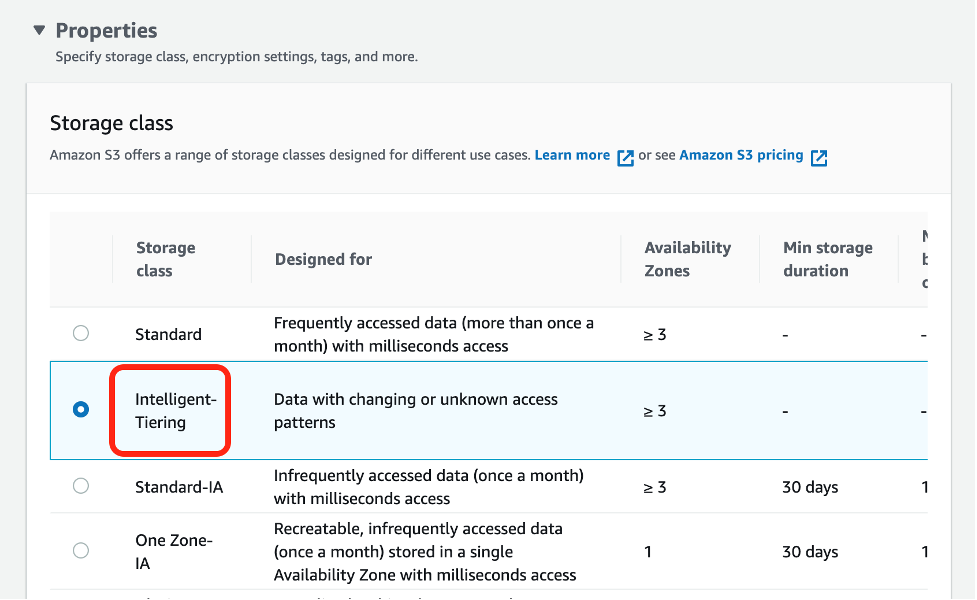 Properties
Specify storage class, encryption settings, tags, and more.
Storage class
Amazon S3 offers a range of storage classes designed for different use cases. Learn more or see Amazon S3 pricing
Storage
class
Designed for
Availability
Zones
Min storage
duration
Standard
Frequently accessed data (more than once a
month) with milliseconds access
≥ 3
-
-
Intelligent-
Tiering
Data with changing or unknown access
patterns
≥ 3
-
-
Standard-IA
Infrequently accessed data (once a month)
with milliseconds access
≥ 3
30 days
1
One Zone-
IA
Recreatable, infrequently accessed data
(once a month) stored in a single
Availability Zone with milliseconds access
1
30 days
1